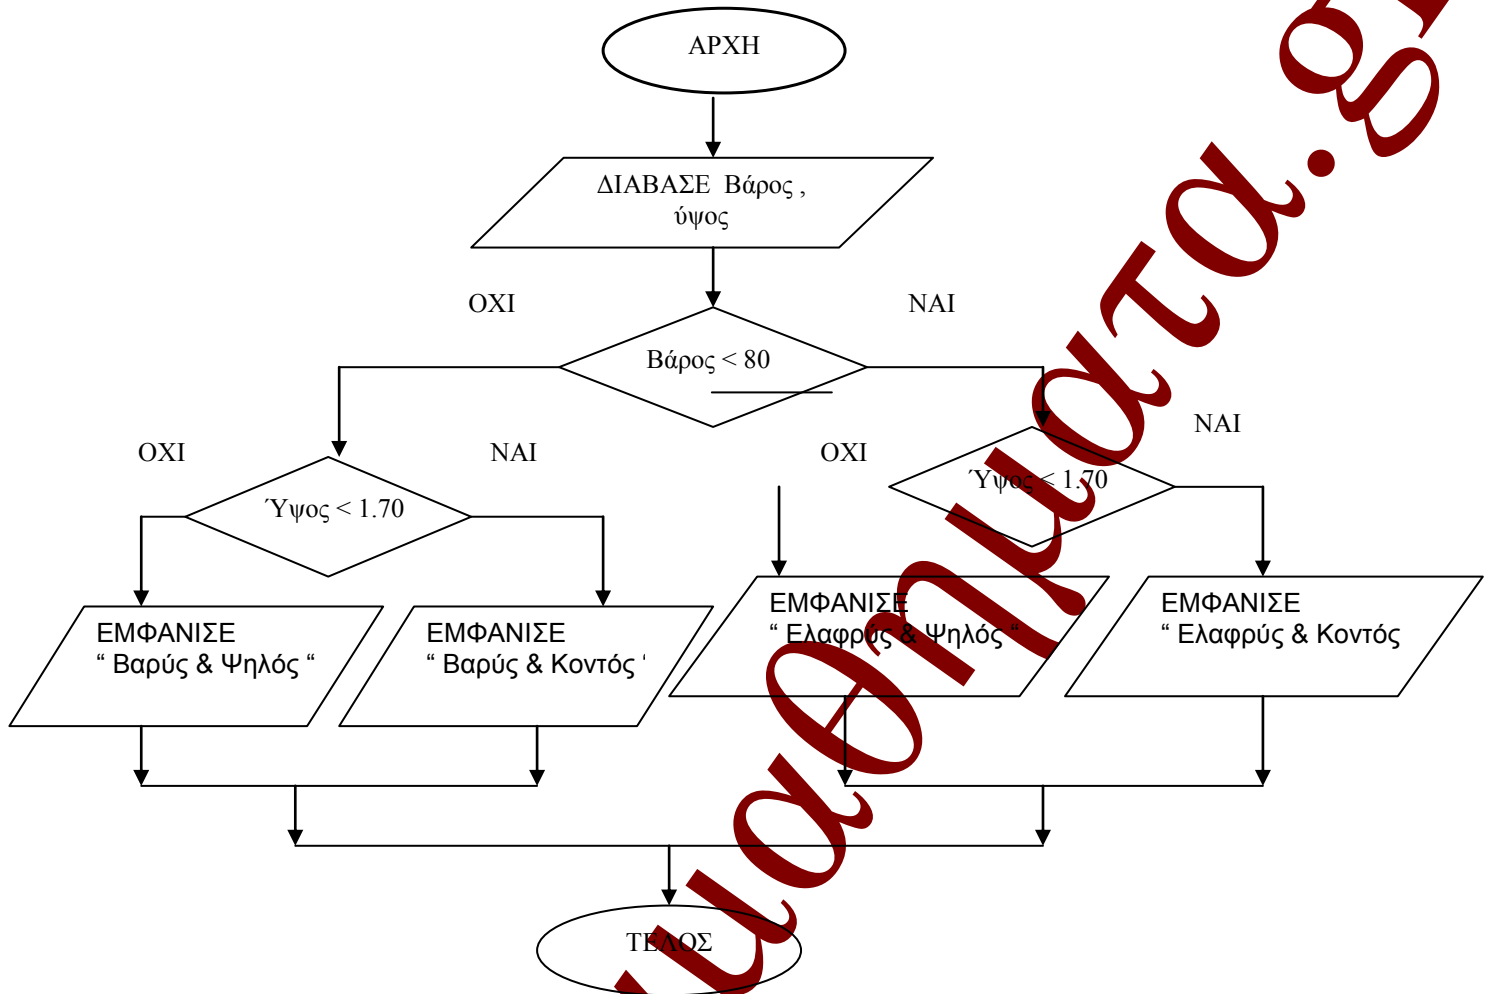 ΑΡΧΗ
ΔΙΑΒΑΣΕ Βάρος ,
ύψος
ΟΧΙ
ΝΑΙ
Βάρος < 80
ΟΧΙ
ΝΑΙ
ΟΧΙ
ΝΑΙ
Ύψος < 1.70
Ύψος < 1.70
ΕΜΦΑΝΙΣΕ
“ Βαρύς & Ψηλός “
ΕΜΦΑΝΙΣΕ
“ Βαρύς & Κοντός ‘
ΕΜΦΑΝΙΣΕ
“ Ελαφρύς & Ψηλός “
ΕΜΦΑΝΙΣΕ
“ Ελαφρύς & Κοντός
ΤΕΛΟΣ
μαθηματα.g